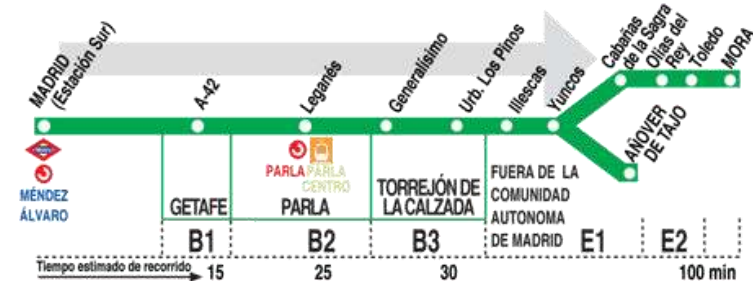 MADRID
(Estación Sur)
A-42
Leganés
Generalísimo
Urb. Los Pinos
Illescas
Yuncos
Cabañas
de la Sagra
Olías del
Rey
Toledo
MORA
AÑOVER
DE TAJO
MÉNDEZ
ÁLVARO
PARLA
PARLA
CENTRO
GETAFE
PARLA
TORREJÓN DE
LA CALZADA
FUERA DE LA
COMUNIDAD
AUTONOMA
DE MADRID
B1
B2
B3
E1
E2
Tiempo estimado de recorrido
15
25
30
100 min